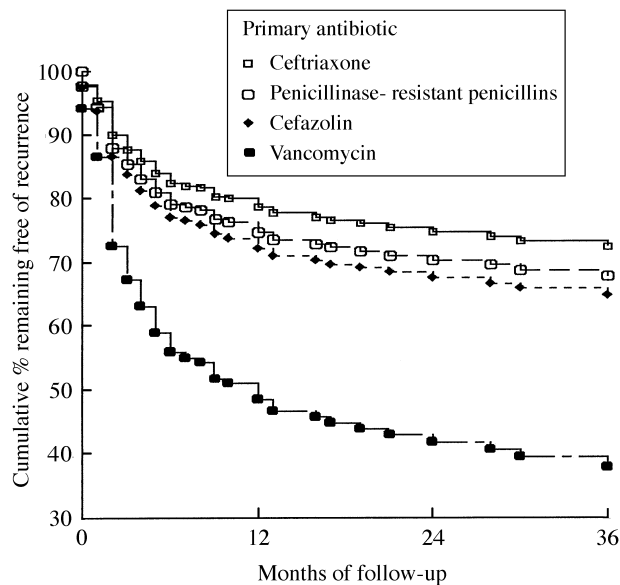 Primary antibiotic
Ceftriaxone
Penicillinase- resistant penicillins
Cefazolin
Vancomycin
100
90
80
70
60
50
40
30
Cumulative % remaining free of recurrence
0 12 24 36
Months of follow-up